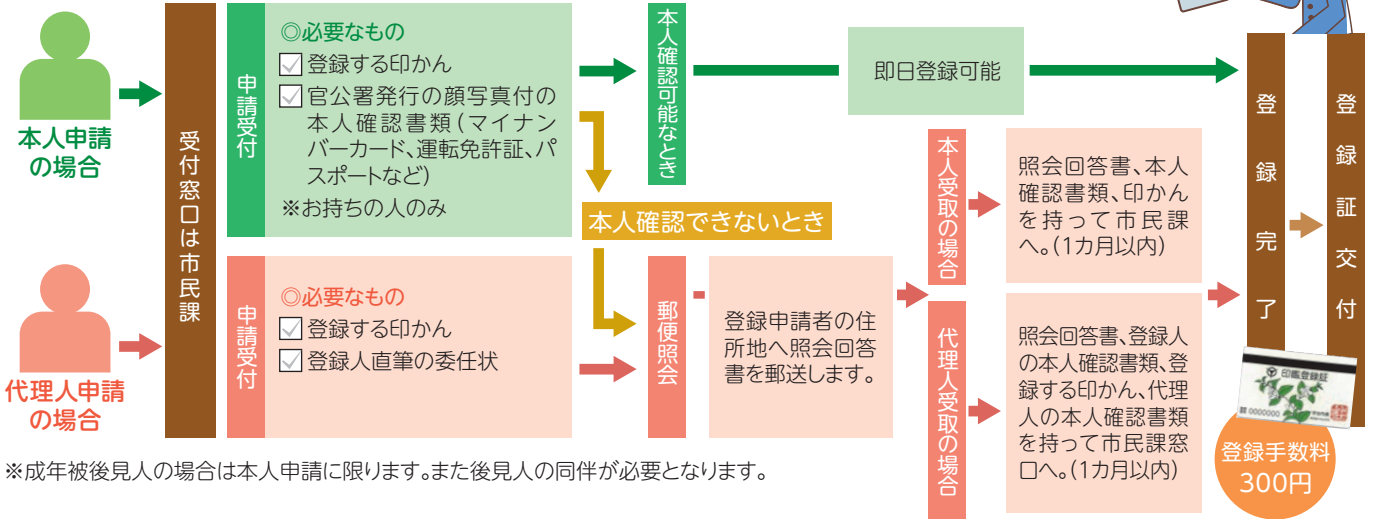 本人申請
の場合
代理人申請
の場合
受付窓口は市民課
申請受付
◎必要なもの
登録する印かん
官公署発行の顔写真付の
本人確認書類(マイナン
バーカード、運転免許証、パ
スポートなど)
※お持ちの人のみ
本人確認可能なとき
即日登録可能
本人確認できないとき
申請受付
◎必要なもの
登録する印かん
登録人直筆の委任状
郵便照会
登録申請者の住
所地へ照会回答
書を郵送します。
本人受取の場合
照会回答書、本人
確認書類、印かん
を持って市民課
へ。(1カ月以内)
代理人受取の場合
照会回答書、登録人
の本人確認書類、登
録する印かん、代理
人の本人確認書類
を持って市民課窓
口へ。(1カ月以内)
登録完了
登録証交付
印鑑登録証
0000000
登録手数料
300円
※成年被後見人の場合は本人申請に限ります。また後見人の同伴が必要となります。